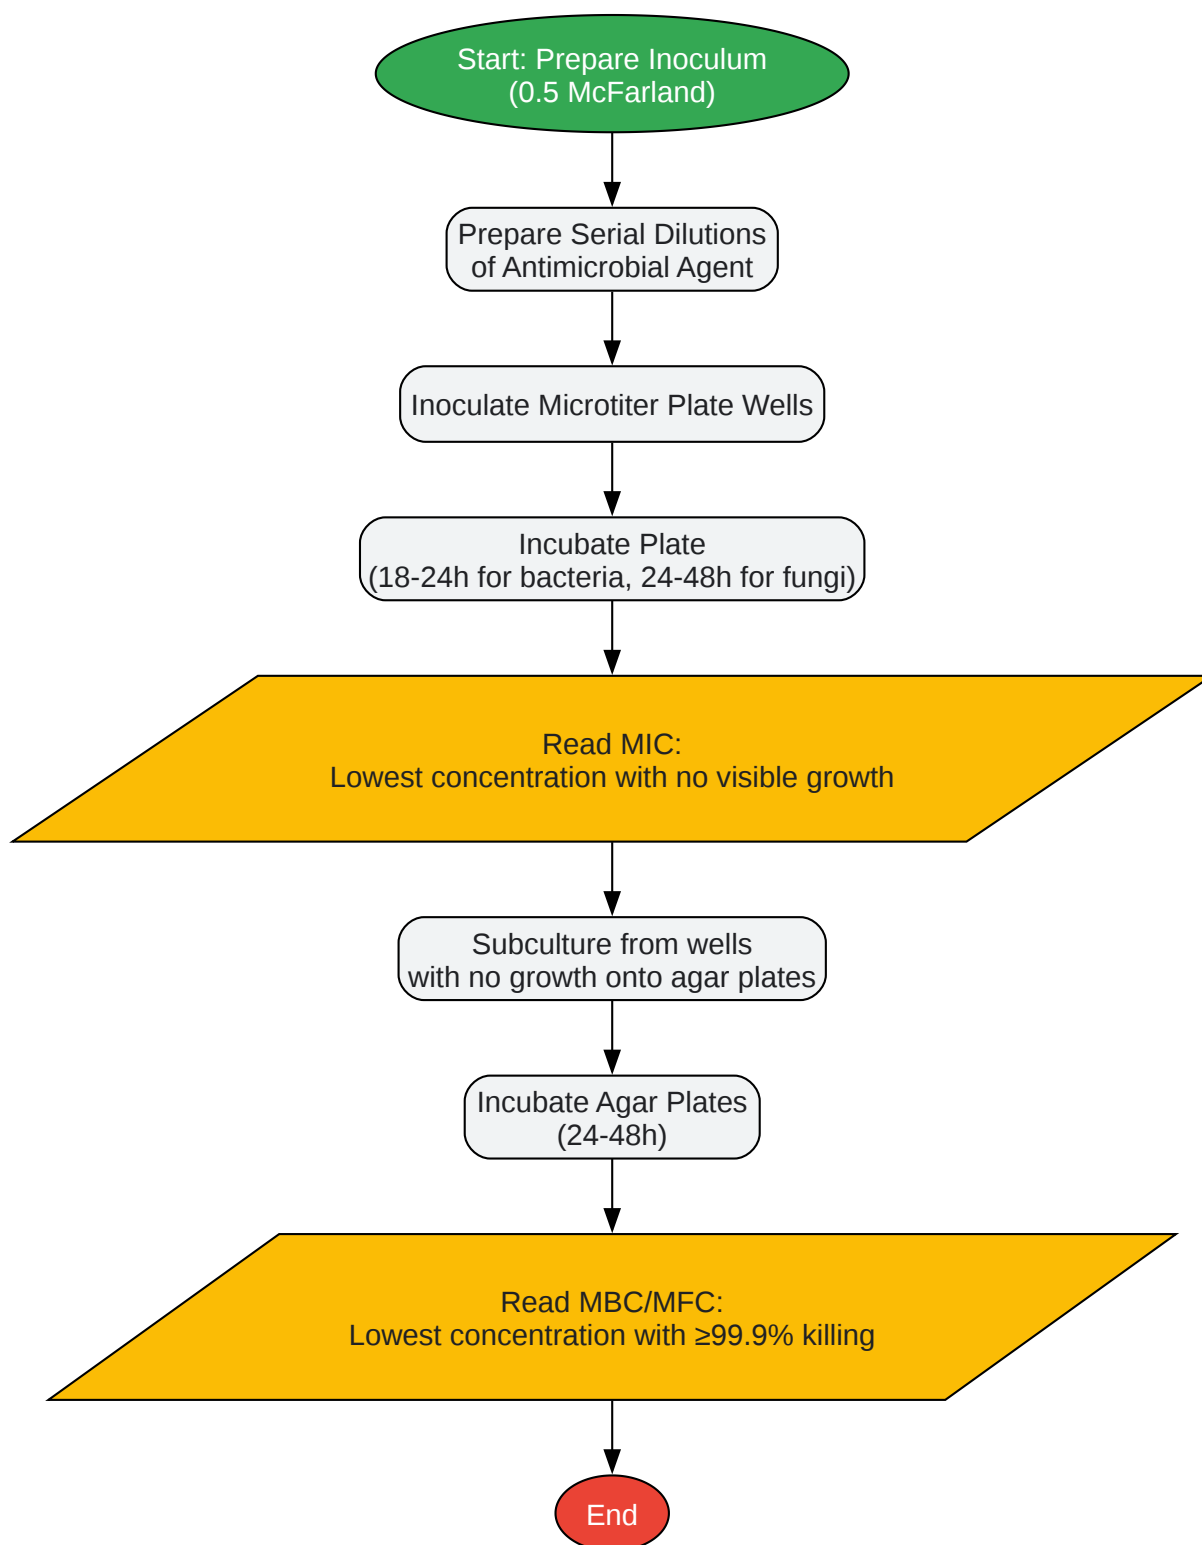 Start: Prepare Inoculum
(0.5 McFarland)
Prepare Serial Dilutions
of Antimicrobial Agent
Inoculate Microtiter Plate Wells
Incubate Plate
(18-24h for bacteria, 24-48h for fungi)
Read MIC:
Lowest concentration with no visible growth
Subculture from wells
with no growth onto agar plates
Incubate Agar Plates
(24-48h)
Read MBC/MFC:
Lowest concentration with ≥99.9% killing
End